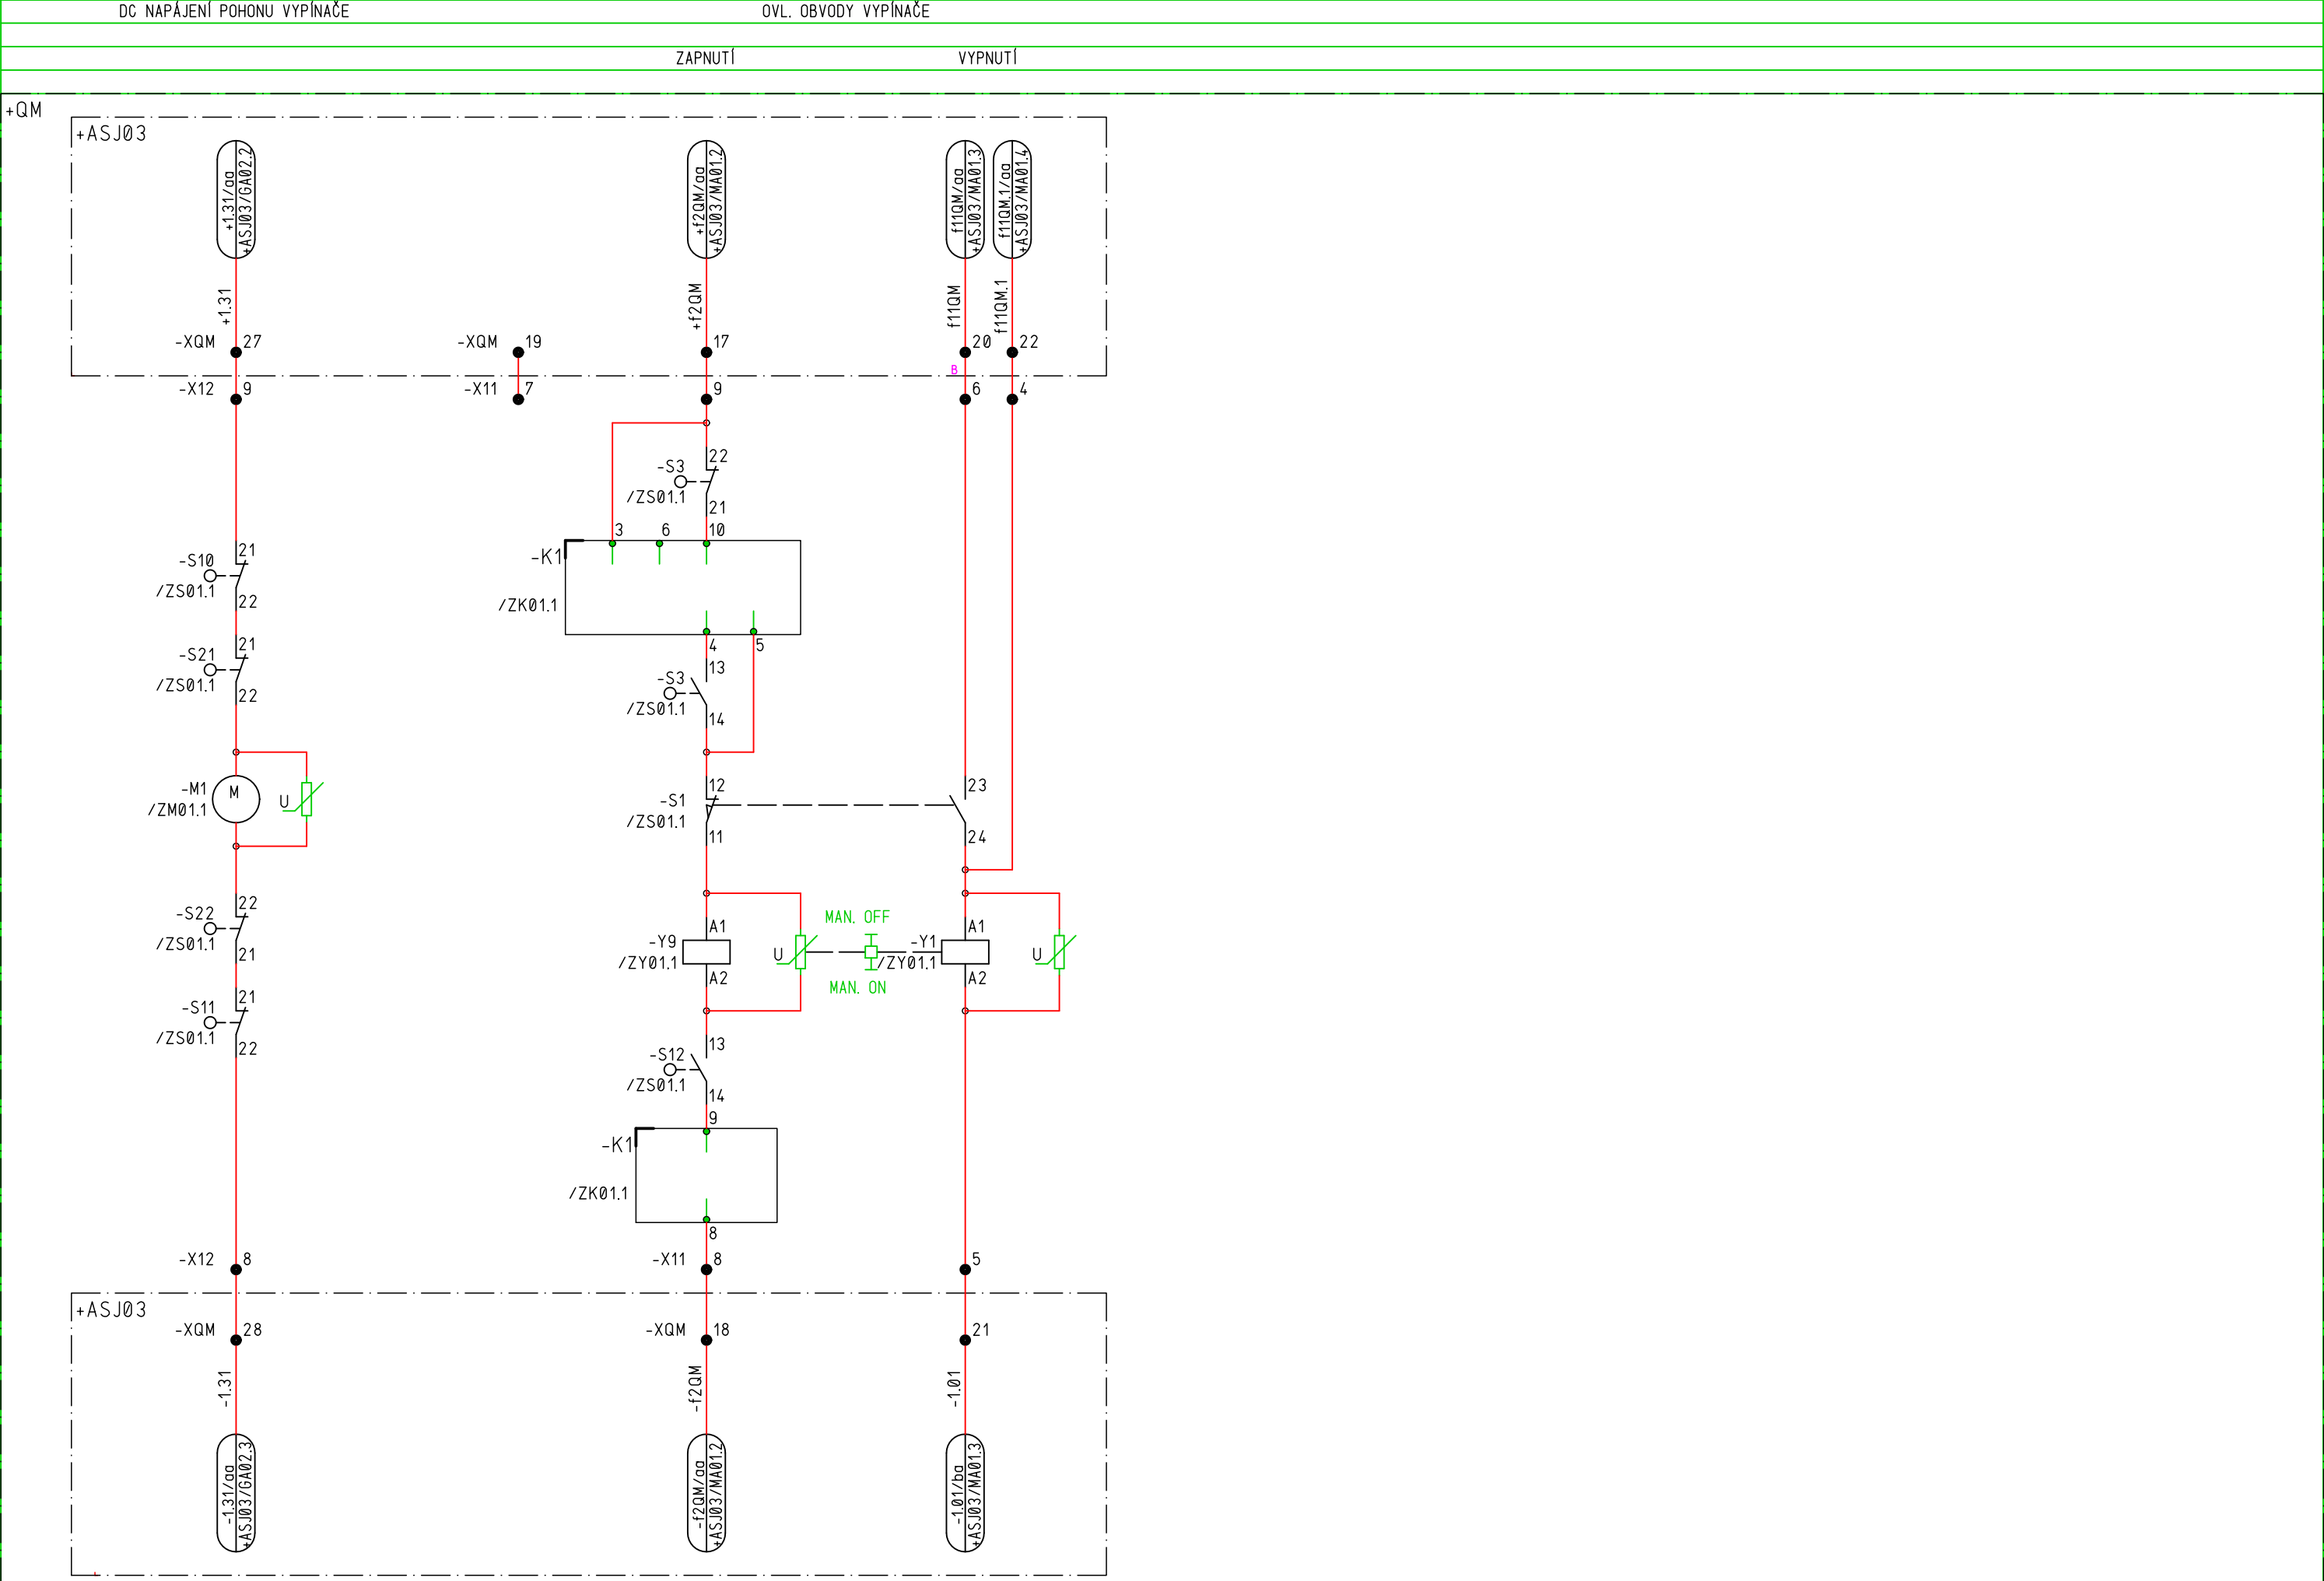 DC NAPÁJENÍ POHONU VYPÍNAČE
OVL. OBVODY VYPÍNAČE
ZAPNUTÍ
VYPNUTÍ
+QM
+ASJ03
+1.31/aa
+ASJ03/GA02.2
+f2QM/aa
+ASJ03/MA01.2
f11QM/aa
+ASJ03/MA01.3
f11QM.1/aa
+ASJ03/MA01.4
+1.31
+f2QM
f11QM
f11QM.1
-XQM 27
-XQM 19
17
20
22
B
-X12 9
-X11 7
9
6
4
22
-S3
/ZS01.1
21
3 6 10
-K1
/ZK01.1
4 5
21
-S10
/ZS01.1
22
21
-S21
/ZS01.1
22
13
-S3
/ZS01.1
14
-M1
/ZM01.1
M
U
12
-S1
/ZS01.1
11
23
24
22
-S22
/ZS01.1
21
21
-S11
/ZS01.1
22
A1
-Y9
/ZY01.1
A2
U
MAN. OFF
MAN. ON
A1
-Y1
/ZY01.1
A2
U
13
-S12
/ZS01.1
14
9
-K1
/ZK01.1
8
-X12 8
-X11 8
5
+ASJ03
-XQM 28
-XQM 18
21
-1.31
-f2QM
-1.01
-1.31/aa
+ASJ03/GA02.3
-f2QM/aa
+ASJ03/MA01.2
-1.01/ba
+ASJ03/MA01.3